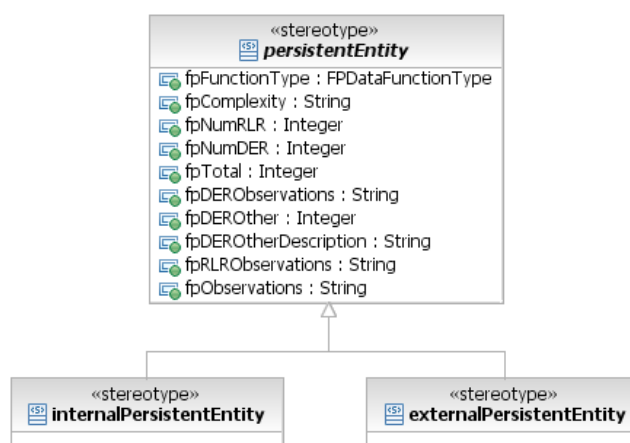 «stereotype»
persistentEntity
fpFunctionType : FPDataFunctionType
fpComplexity : String
fpNumRLR : Integer
fpNumDER : Integer
fpTotal : Integer
fpDERObservations : String
fpDEROther : Integer
fpDEROtherDescription : String
fpRLRObservations : String
fpObservations : String
«stereotype»
internalPersistentEntity
«stereotype»
externalPersistentEntity